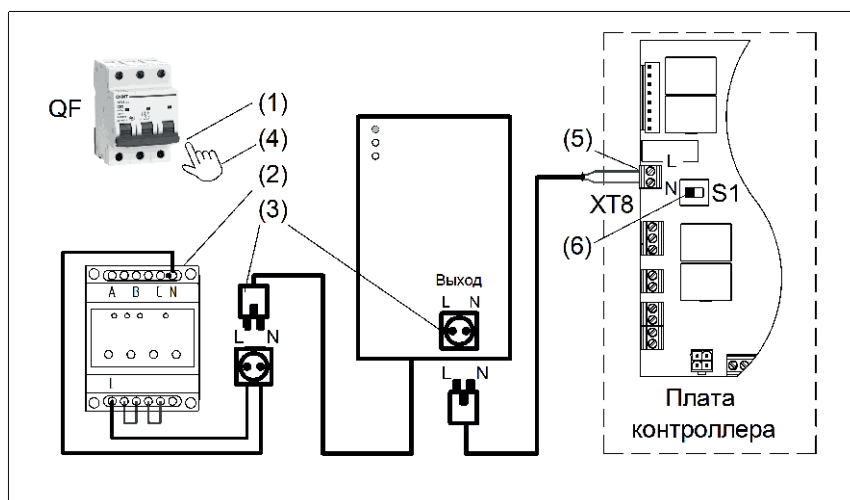 QF
(1)
(4)
(2)
(3)
A B C N
L
L N
Выход
L N
L N
(5)
L
N
S1
XT8
(6)
Плата
контроллера